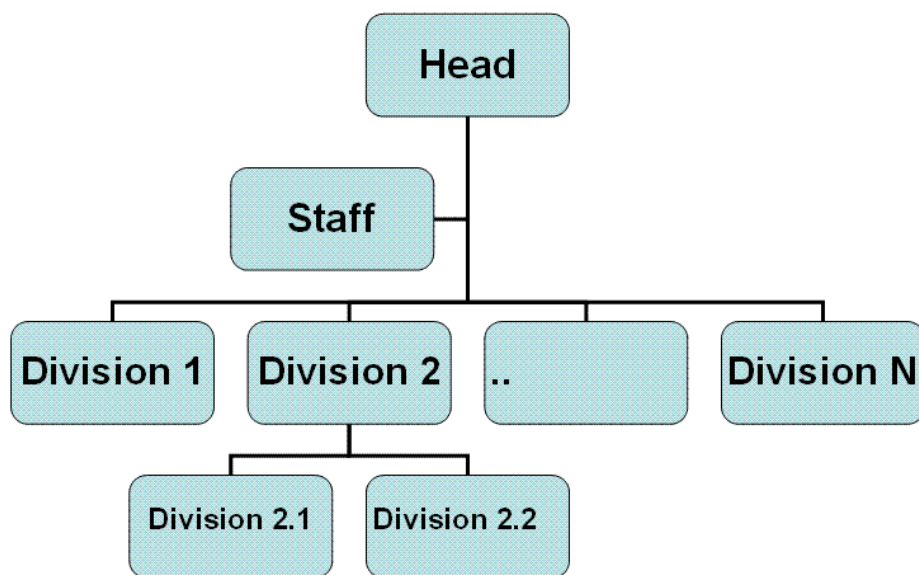 Head
Staff
Division 1
Division 2
..
Division N
Division 2.1
Division 2.2